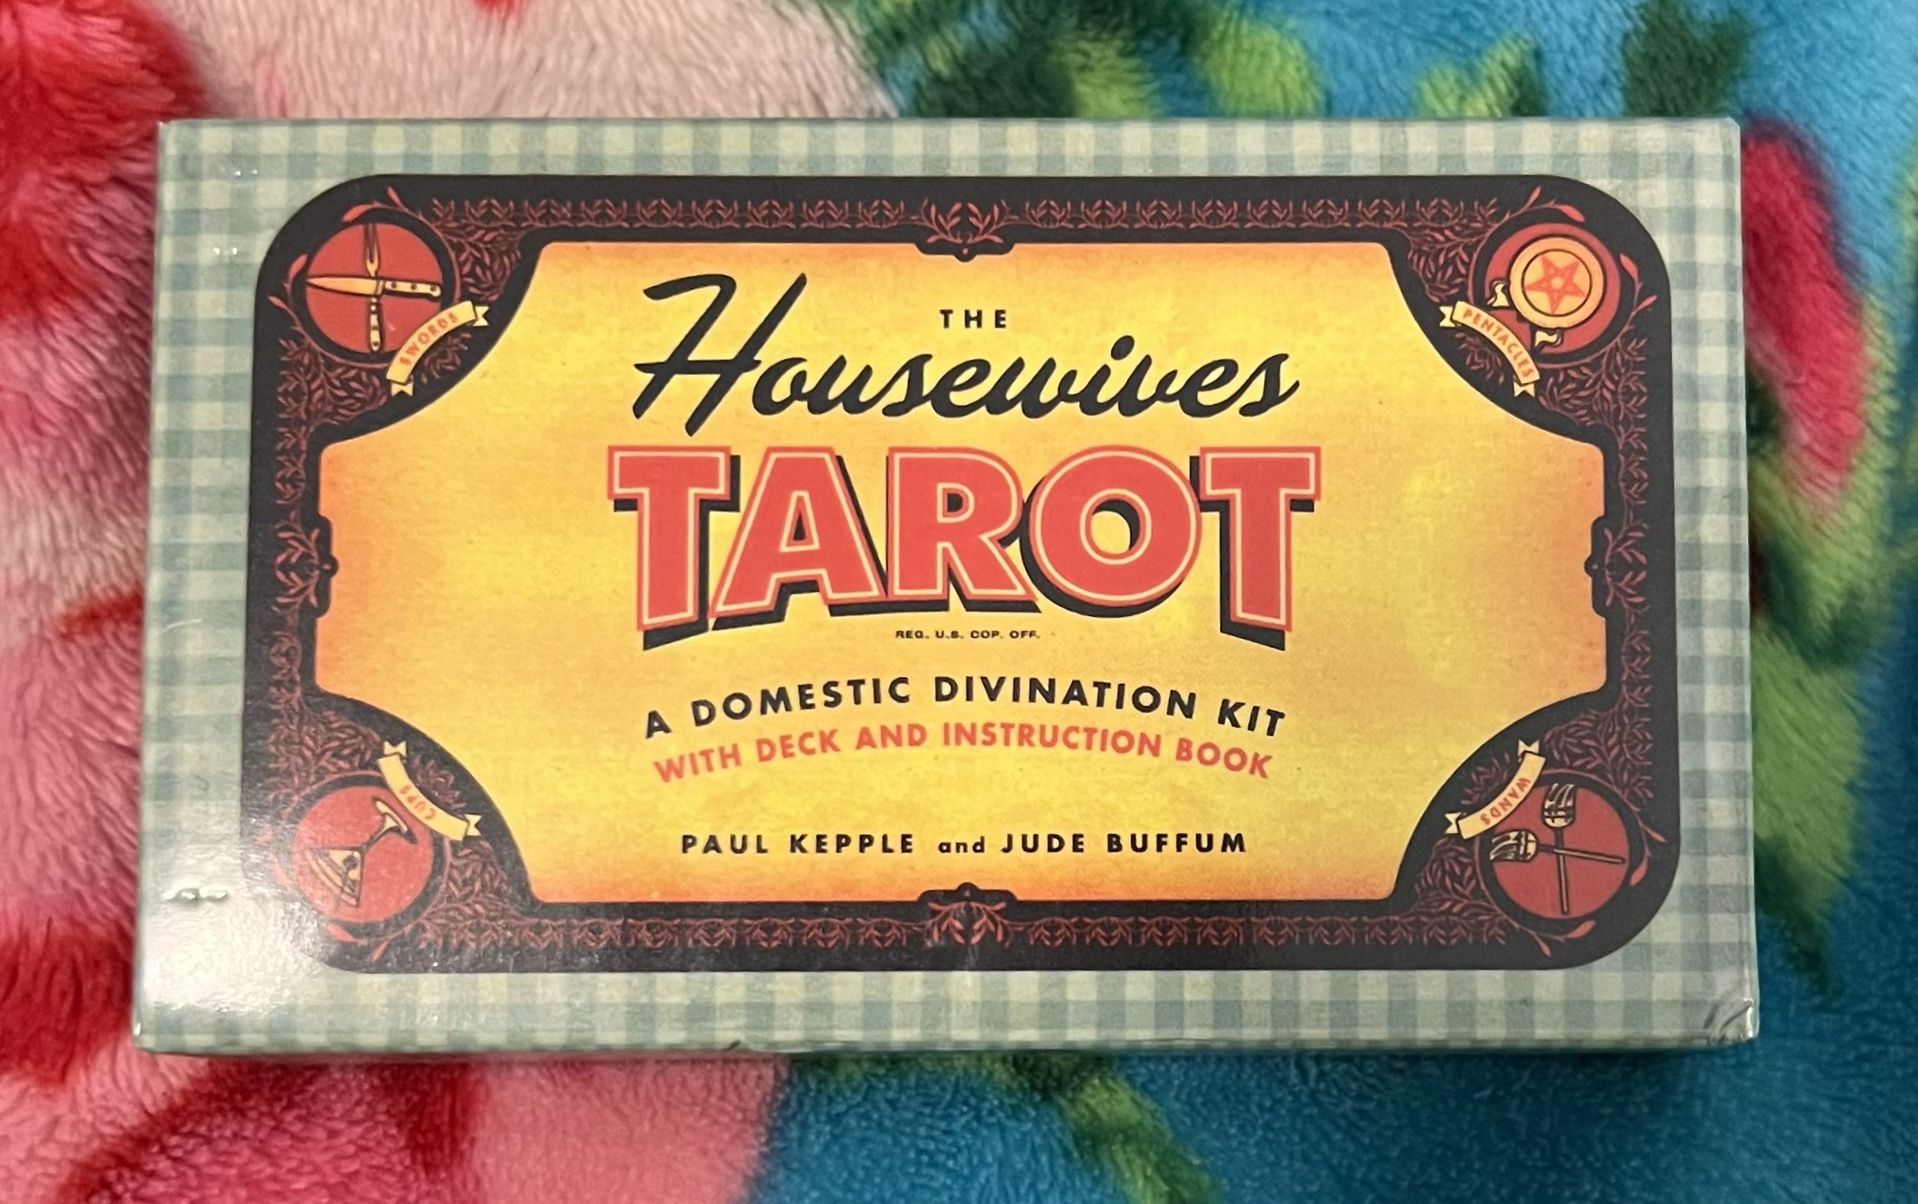 THE
Housewives
TAROT
REG. U.S. COP. OFF.
A DOMESTIC DIVINATION KIT
WITH DECK AND INSTRUCTION BOOK
PAUL KEPPLE and JUDE BUFFUM
SWORDS
PENTACLES
CUPS
WANDS